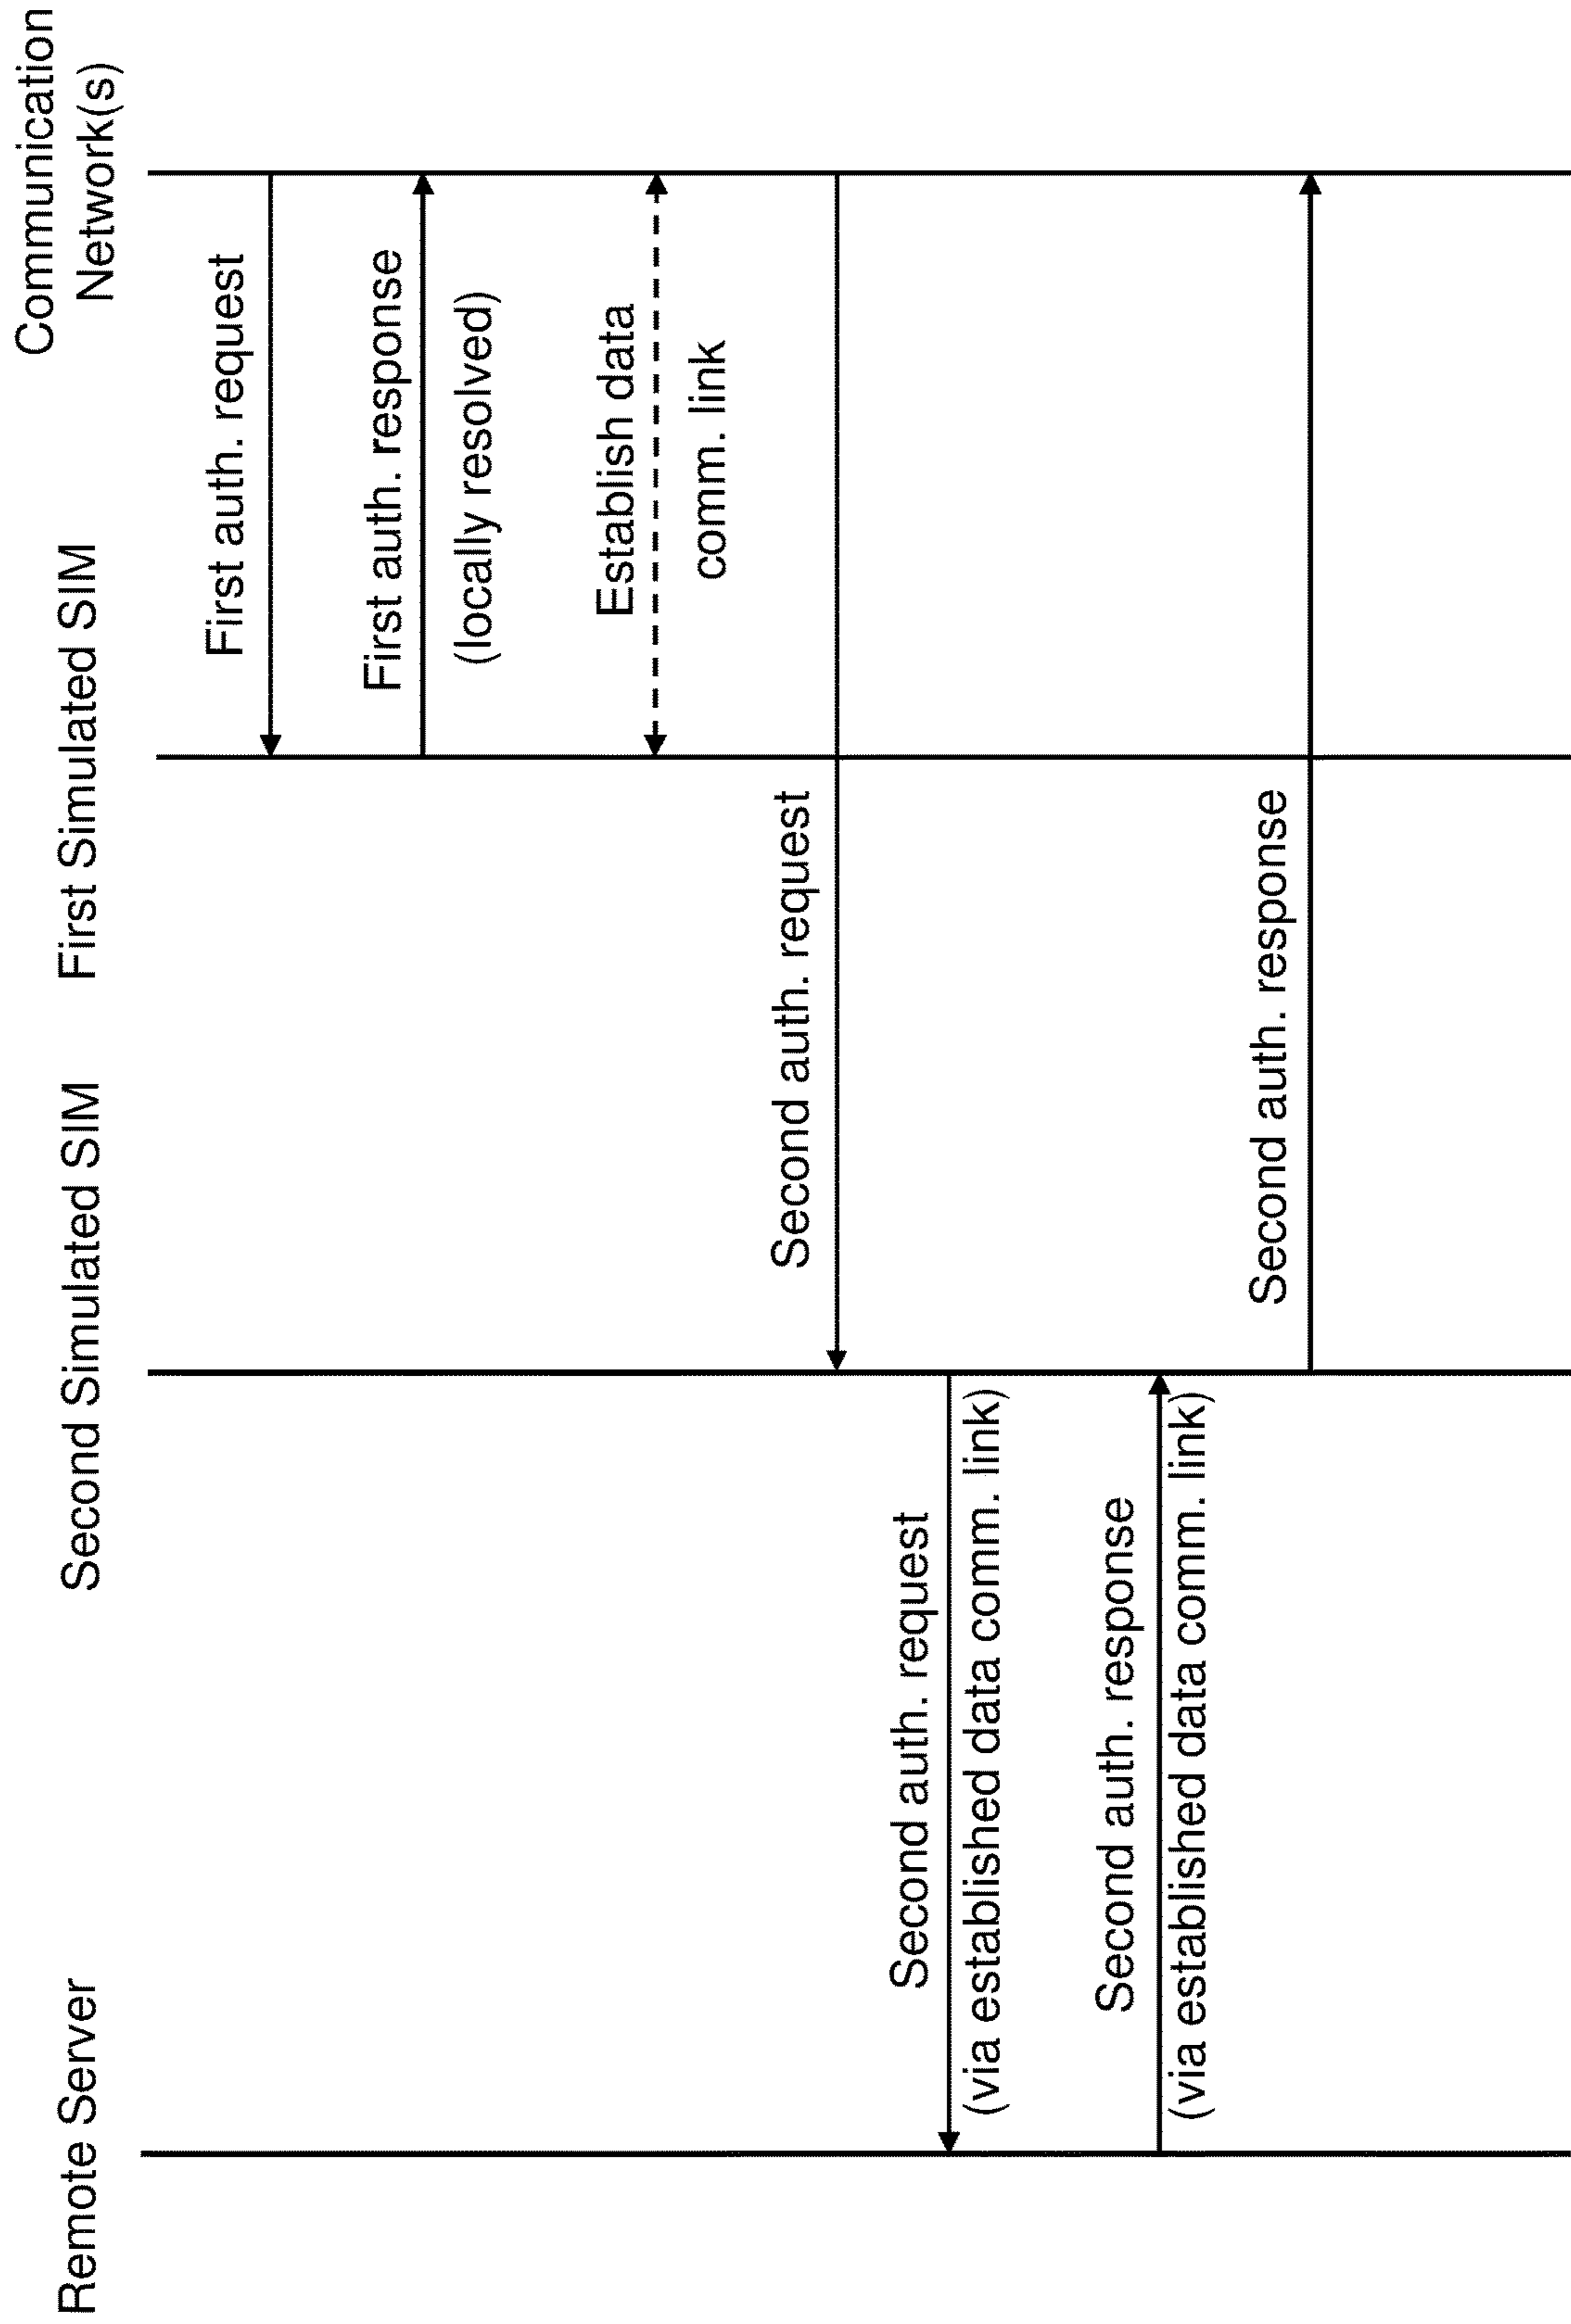 Remote Server
Second Simulated SIM
First Simulated SIM
Communication
Network(s)
First auth. request
First auth. response
(locally resolved)
Establish data
comm. link
Second auth. request
Second auth. request
(via established data comm. link)
Second auth. response
(via established data comm. link)
Second auth. response